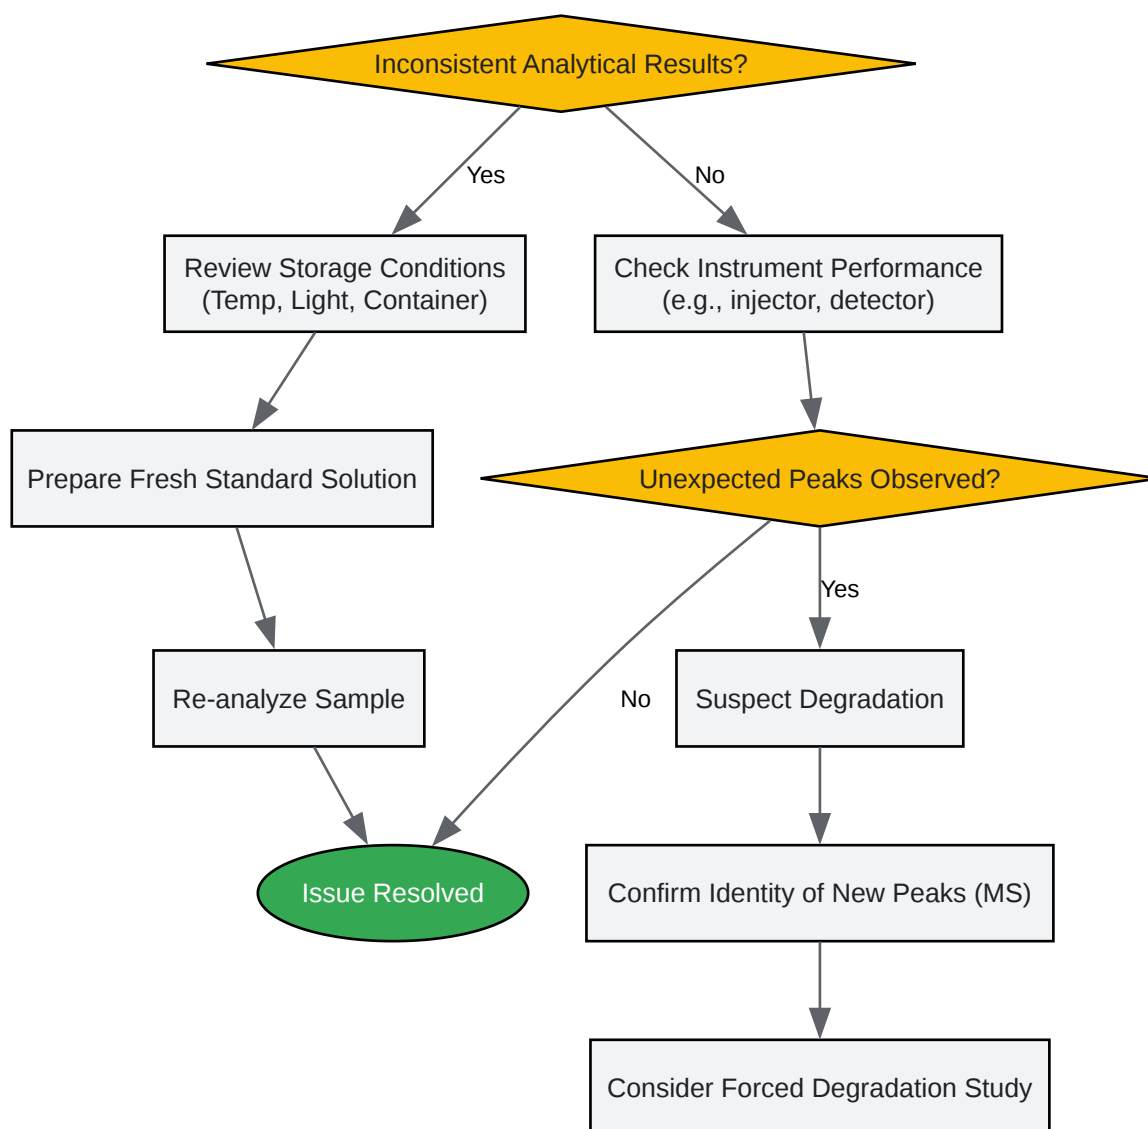 Inconsistent Analytical Results?
Yes
No
Review Storage Conditions
(Temp, Light, Container)
Check Instrument Performance
(e.g., injector, detector)
Prepare Fresh Standard Solution
Unexpected Peaks Observed?
Yes
Re-analyze Sample
No
Suspect Degradation
Issue Resolved
Confirm Identity of New Peaks (MS)
Consider Forced Degradation Study